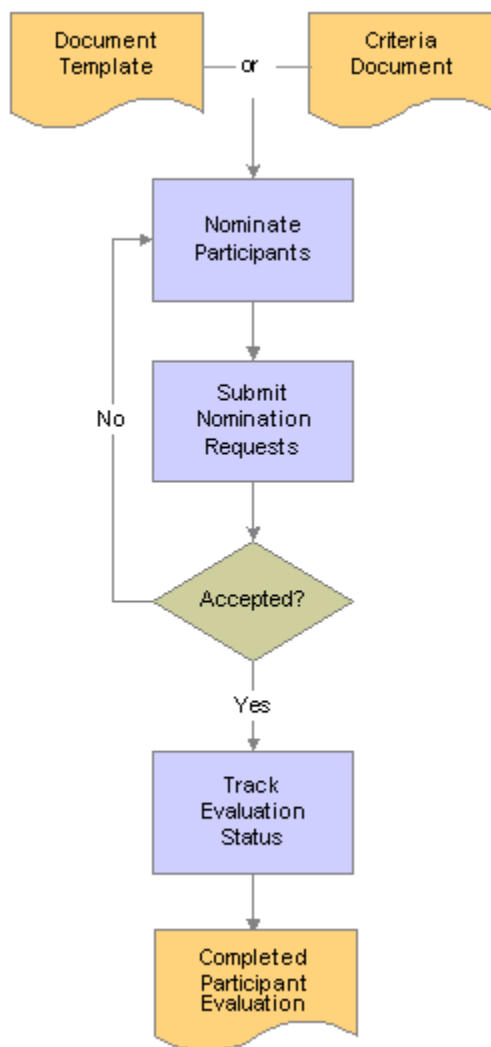 Document
Template
or
Criteria
Document
Nominate
Participants
Submit
Nomination
Requests
No
Accepted?
Yes
Track
Evaluation
Status
Completed
Participant
Evaluation